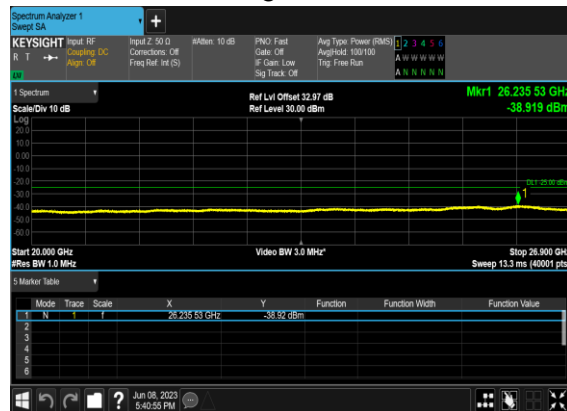 Spectrum Analyzer 1
Swept SA
+
KEYSIGHT Input: RF Input Z: 50 Ω #Atten: 10 dB PNO: Fast Avg Type: Power (RMS) 1 2 3 4 5 6
R T Coupling: DC Corrections: Off Gate: Off Avg|Hold: 100/100 A W W W W W
Align: Off Freq Ref: Int (S) IF Gain: Low Trig: Free Run
LXI Sig Track: Off A N N N N N
1 Spectrum Ref Lvl Offset 32.97 dB Mkr1 26.235 53 GHz
Scale/Div 10 dB Ref Level 30.00 dBm -38.919 dBm
Log
20.0
10.0
0.00
-10.0
-20.0 DL1 25.00 dBm
-30.0 1
-40.0
-50.0
-60.0
Start 20.000 GHz Video BW 3.0 MHz* Stop 26.900 GHz
#Res BW 1.0 MHz Sweep 13.3 ms (40001 pts)
5 Marker Table
Mode Trace Scale X Y Function Function Width Function Value
1 N 1 f 26.235 53 GHz -38.92 dBm
2
3
4
5
6
? Jun 08, 2023
5:40:55 PM